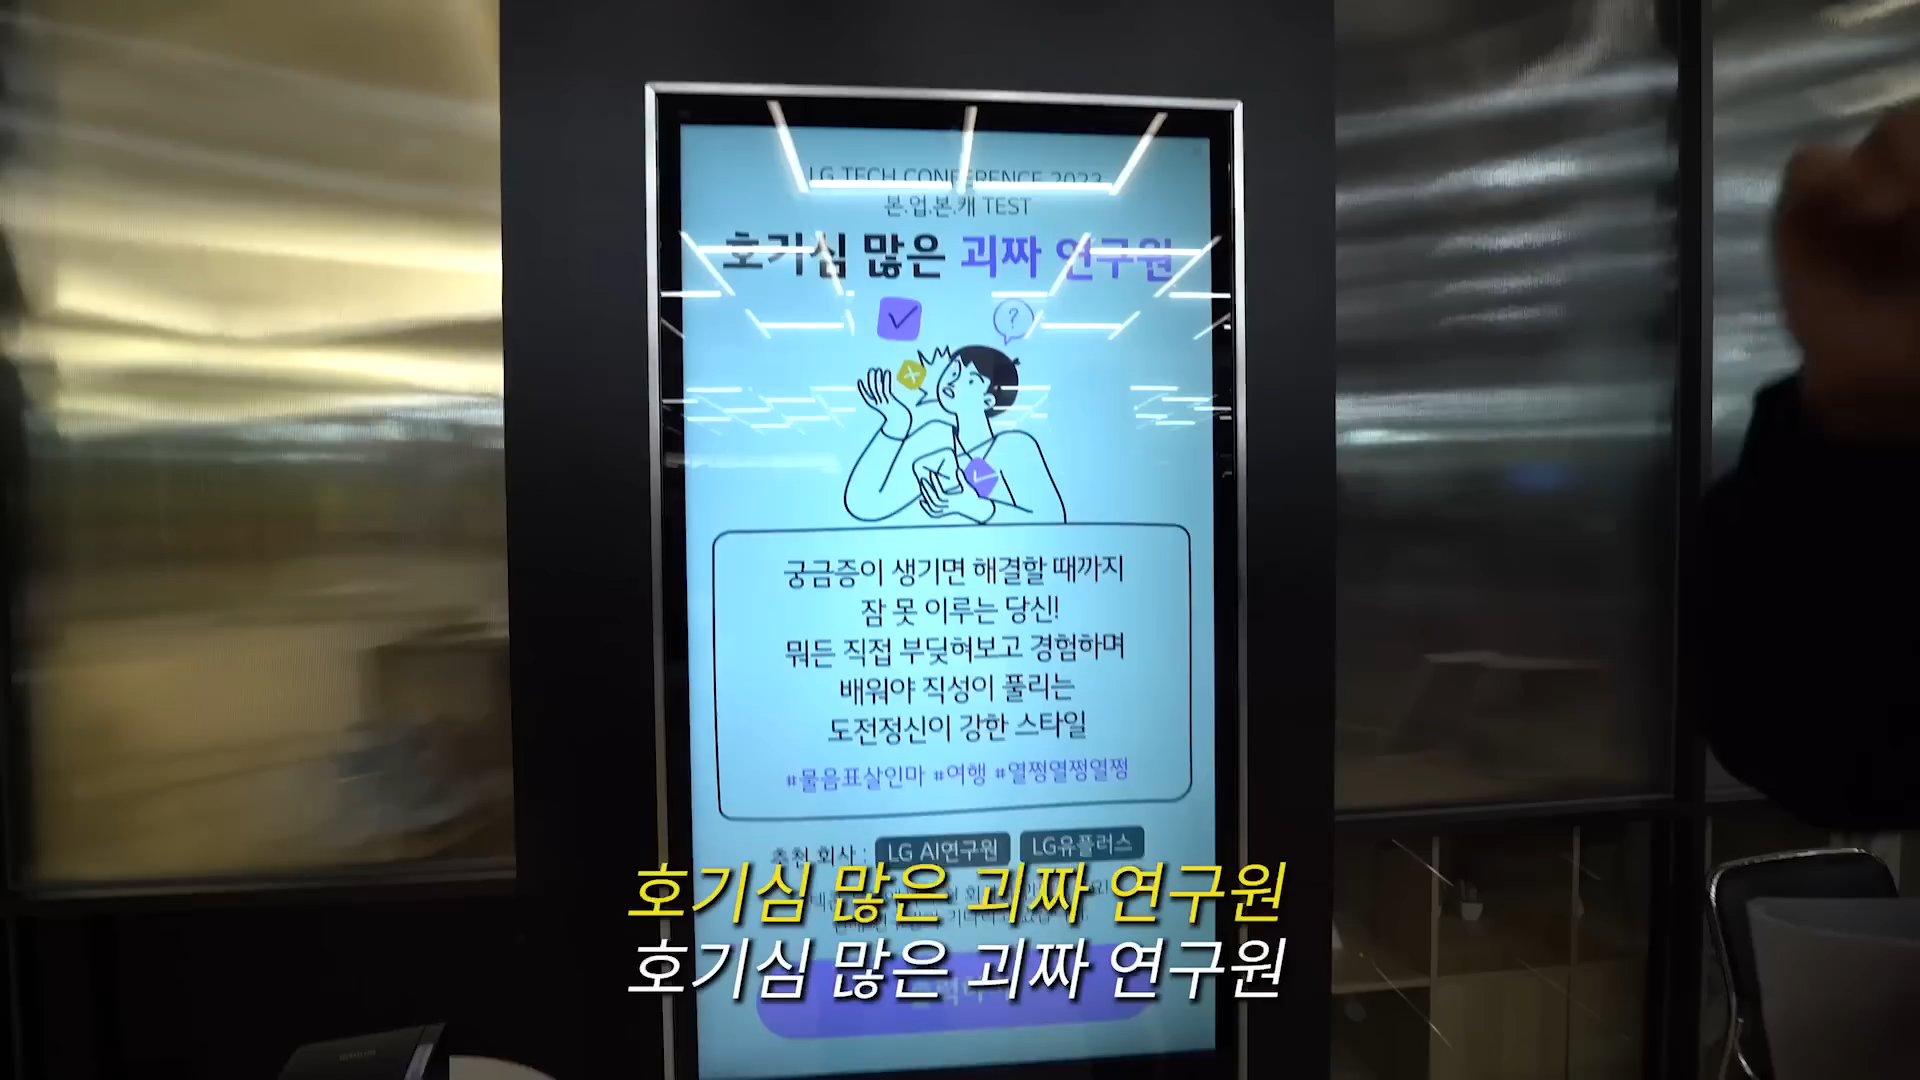 LG TECH CONFERENCE 2023
본.업.본.캐 TEST
호기심 많은 괴짜 연구원
?
궁금증이 생기면 해결할 때까지
잠 못 이루는 당신!
뭐든 직접 부딪혀보고 경험하며
배워야 직성이 풀리는
도전정신이 강한 스타일
#물음표살인마 #여행 #열쩡열쩡열쩡
추천 회사 : LG AI연구원 LG유플러스
호기심 많은 괴짜 연구원
호기심 많은 괴짜 연구원